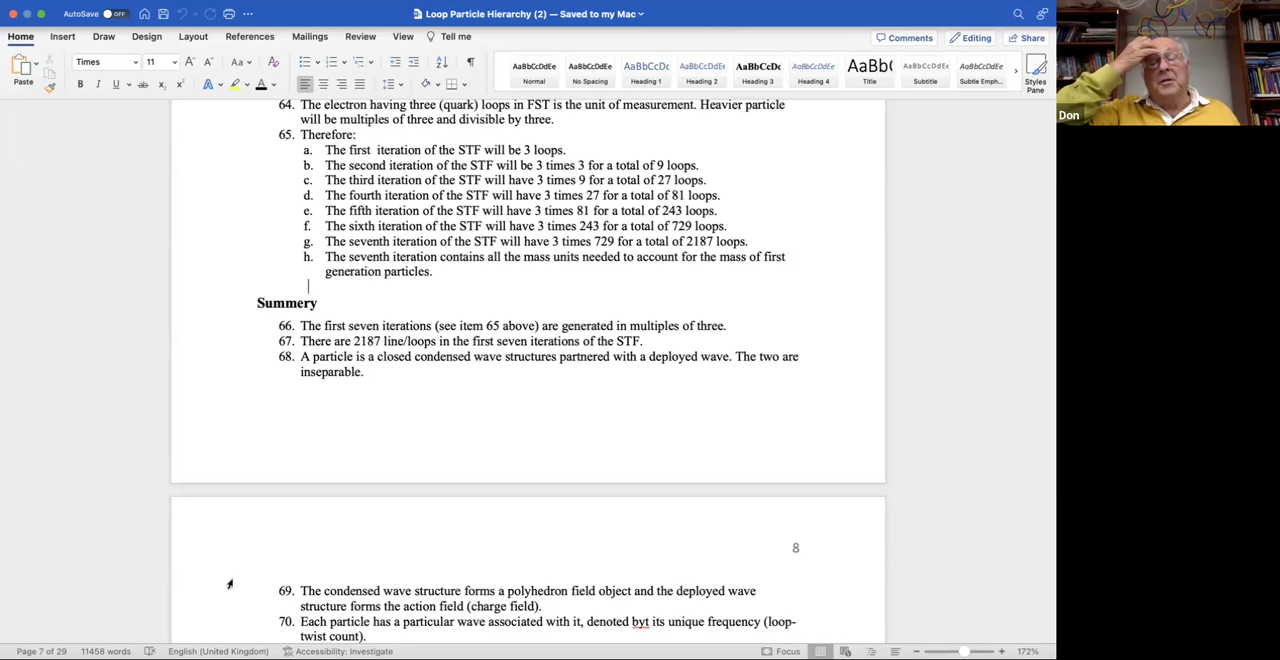 AutoSave OFF
Loop Particle Hierarchy (2) — Saved to my Mac
Home Insert Draw Design Layout References Mailings Review View Tell me
Comments Editing Share
Paste
Times 11
AaBbCcDdEe AaBbCcDdEe AaBbCcDc AaBbCcDdEe AaBbCcDc AaBbCcDdEe AaBb( AaBbCcDdEe AaBbCcDdEe
Normal No Spacing Heading 1 Heading 2 Heading 3 Heading 4 Title Subtitle Subtle Emph...
Styles
Pane
Don
64. The electron having three (quark) loops in FST is the unit of measurement. Heavier particle
will be multiples of three and divisible by three.
65. Therefore:
a. The first iteration of the STF will be 3 loops.
b. The second iteration of the STF will be 3 times 3 for a total of 9 loops.
c. The third iteration of the STF will have 3 times 9 for a total of 27 loops.
d. The fourth iteration of the STF will have 3 times 27 for a total of 81 loops.
e. The fifth iteration of the STF will have 3 times 81 for a total of 243 loops.
f. The sixth iteration of the STF will have 3 times 243 for a total of 729 loops.
g. The seventh iteration of the STF will have 3 times 729 for a total of 2187 loops.
h. The seventh iteration contains all the mass units needed to account for the mass of first
generation particles.
Summery
66. The first seven iterations (see item 65 above) are generated in multiples of three.
67. There are 2187 line/loops in the first seven iterations of the STF.
68. A particle is a closed condensed wave structures partnered with a deployed wave. The two are
inseparable.
8
69. The condensed wave structure forms a polyhedron field object and the deployed wave
structure forms the action field (charge field).
70. Each particle has a particular wave associated with it, denoted byt its unique frequency (loop-
twist count).
Page 7 of 29 11458 words English (United Kingdom) Accessibility: Investigate Focus 172%